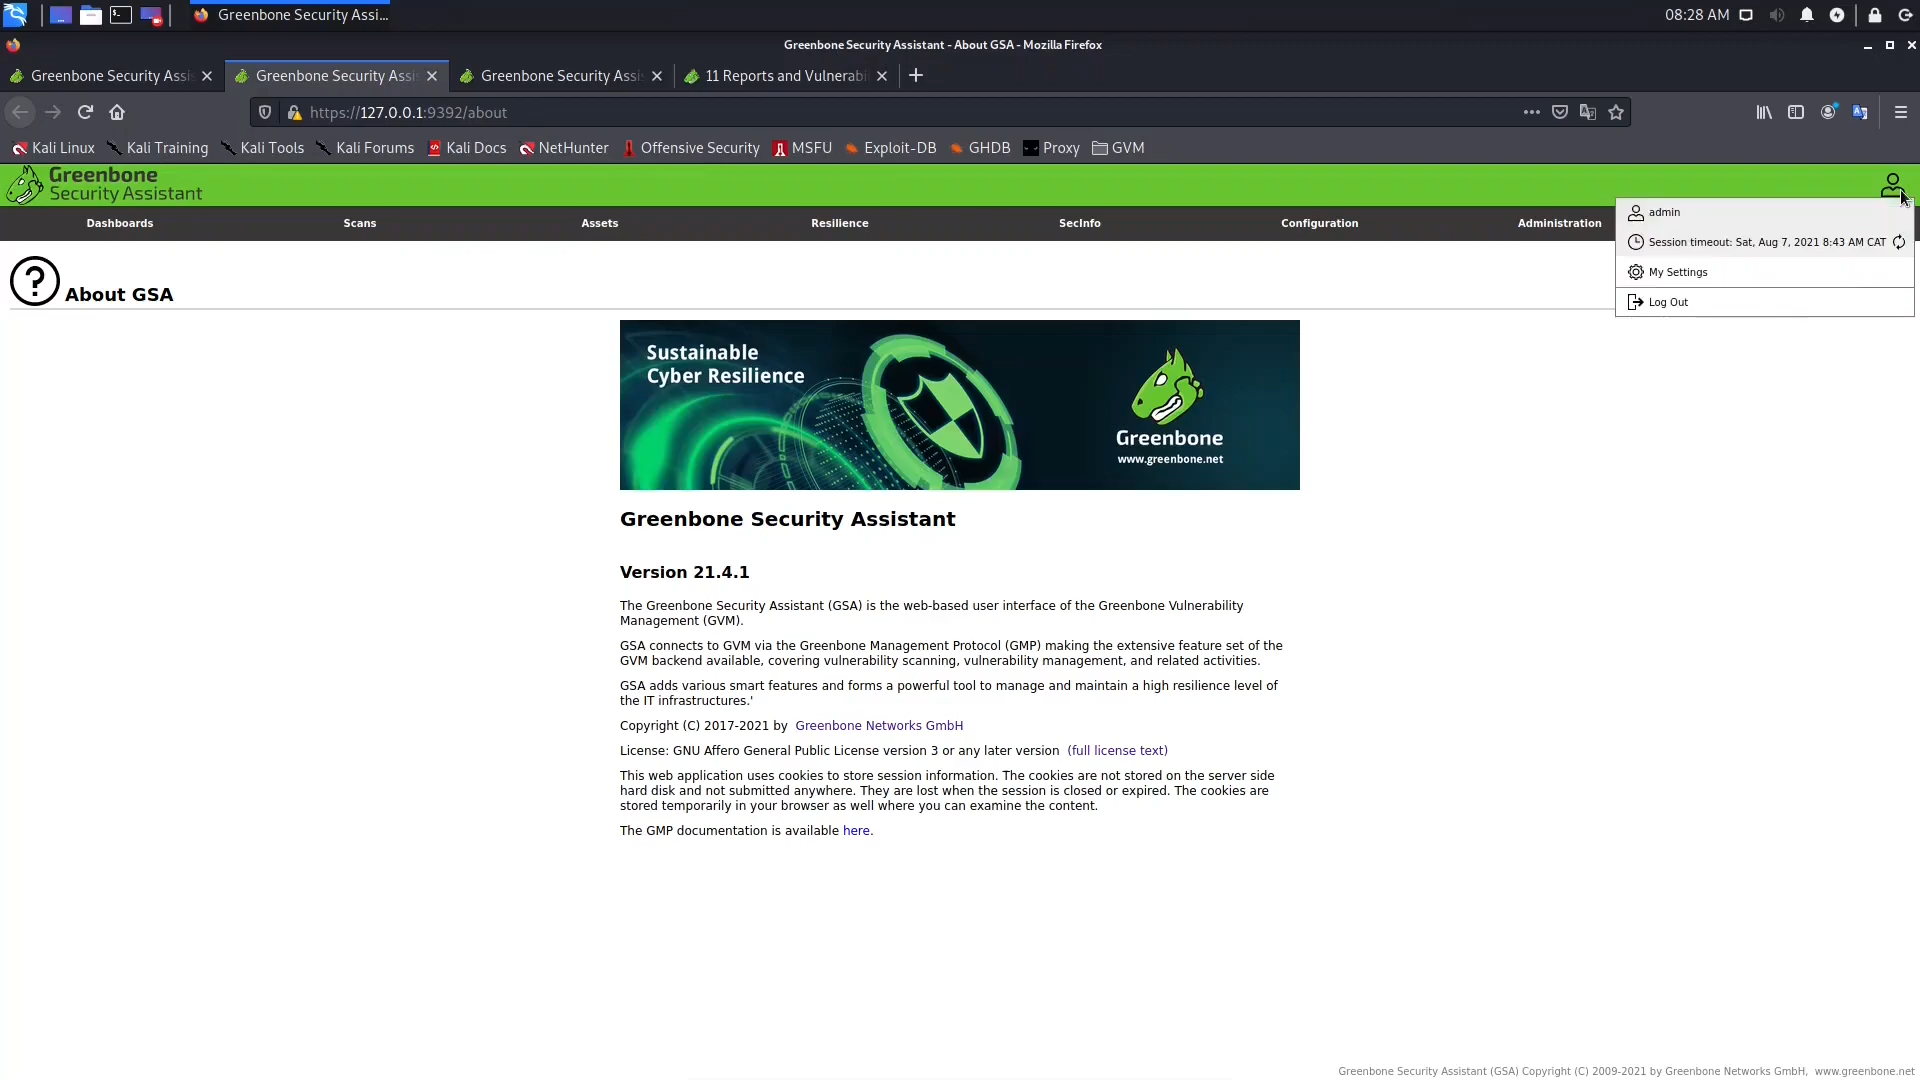 Greenbone Security Assi...
08:28 AM
Greenbone Security Assistant - About GSA - Mozilla Firefox
Greenbone Security Assi
Greenbone Security Assi
Greenbone Security Assi
11 Reports and Vulnerabi
https://127.0.0.1:9392/about
Kali Linux
Kali Training
Kali Tools
Kali Forums
Kali Docs
NetHunter
Offensive Security
MSFU
Exploit-DB
GHDB
Proxy
GVM
Greenbone
Security Assistant
Dashboards
Scans
Assets
Resilience
SecInfo
Configuration
Administration
admin
Session timeout: Sat, Aug 7, 2021 8:43 AM CAT
My Settings
Log Out
About GSA
Sustainable
Cyber Resilience
Greenbone
www.greenbone.net
Greenbone Security Assistant
Version 21.4.1
The Greenbone Security Assistant (GSA) is the web-based user interface of the Greenbone Vulnerability
Management (GVM).
GSA connects to GVM via the Greenbone Management Protocol (GMP) making the extensive feature set of the
GVM backend available, covering vulnerability scanning, vulnerability management, and related activities.
GSA adds various smart features and forms a powerful tool to manage and maintain a high resilience level of
the IT infrastructures.'
Copyright (C) 2017-2021 by Greenbone Networks GmbH
License: GNU Affero General Public License version 3 or any later version (full license text)
This web application uses cookies to store session information. The cookies are not stored on the server side
hard disk and not submitted anywhere. They are lost when the session is closed or expired. The cookies are
stored temporarily in your browser as well where you can examine the content.
The GMP documentation is available here.
Greenbone Security Assistant (GSA) Copyright (C) 2009-2021 by Greenbone Networks GmbH, www.greenbone.net